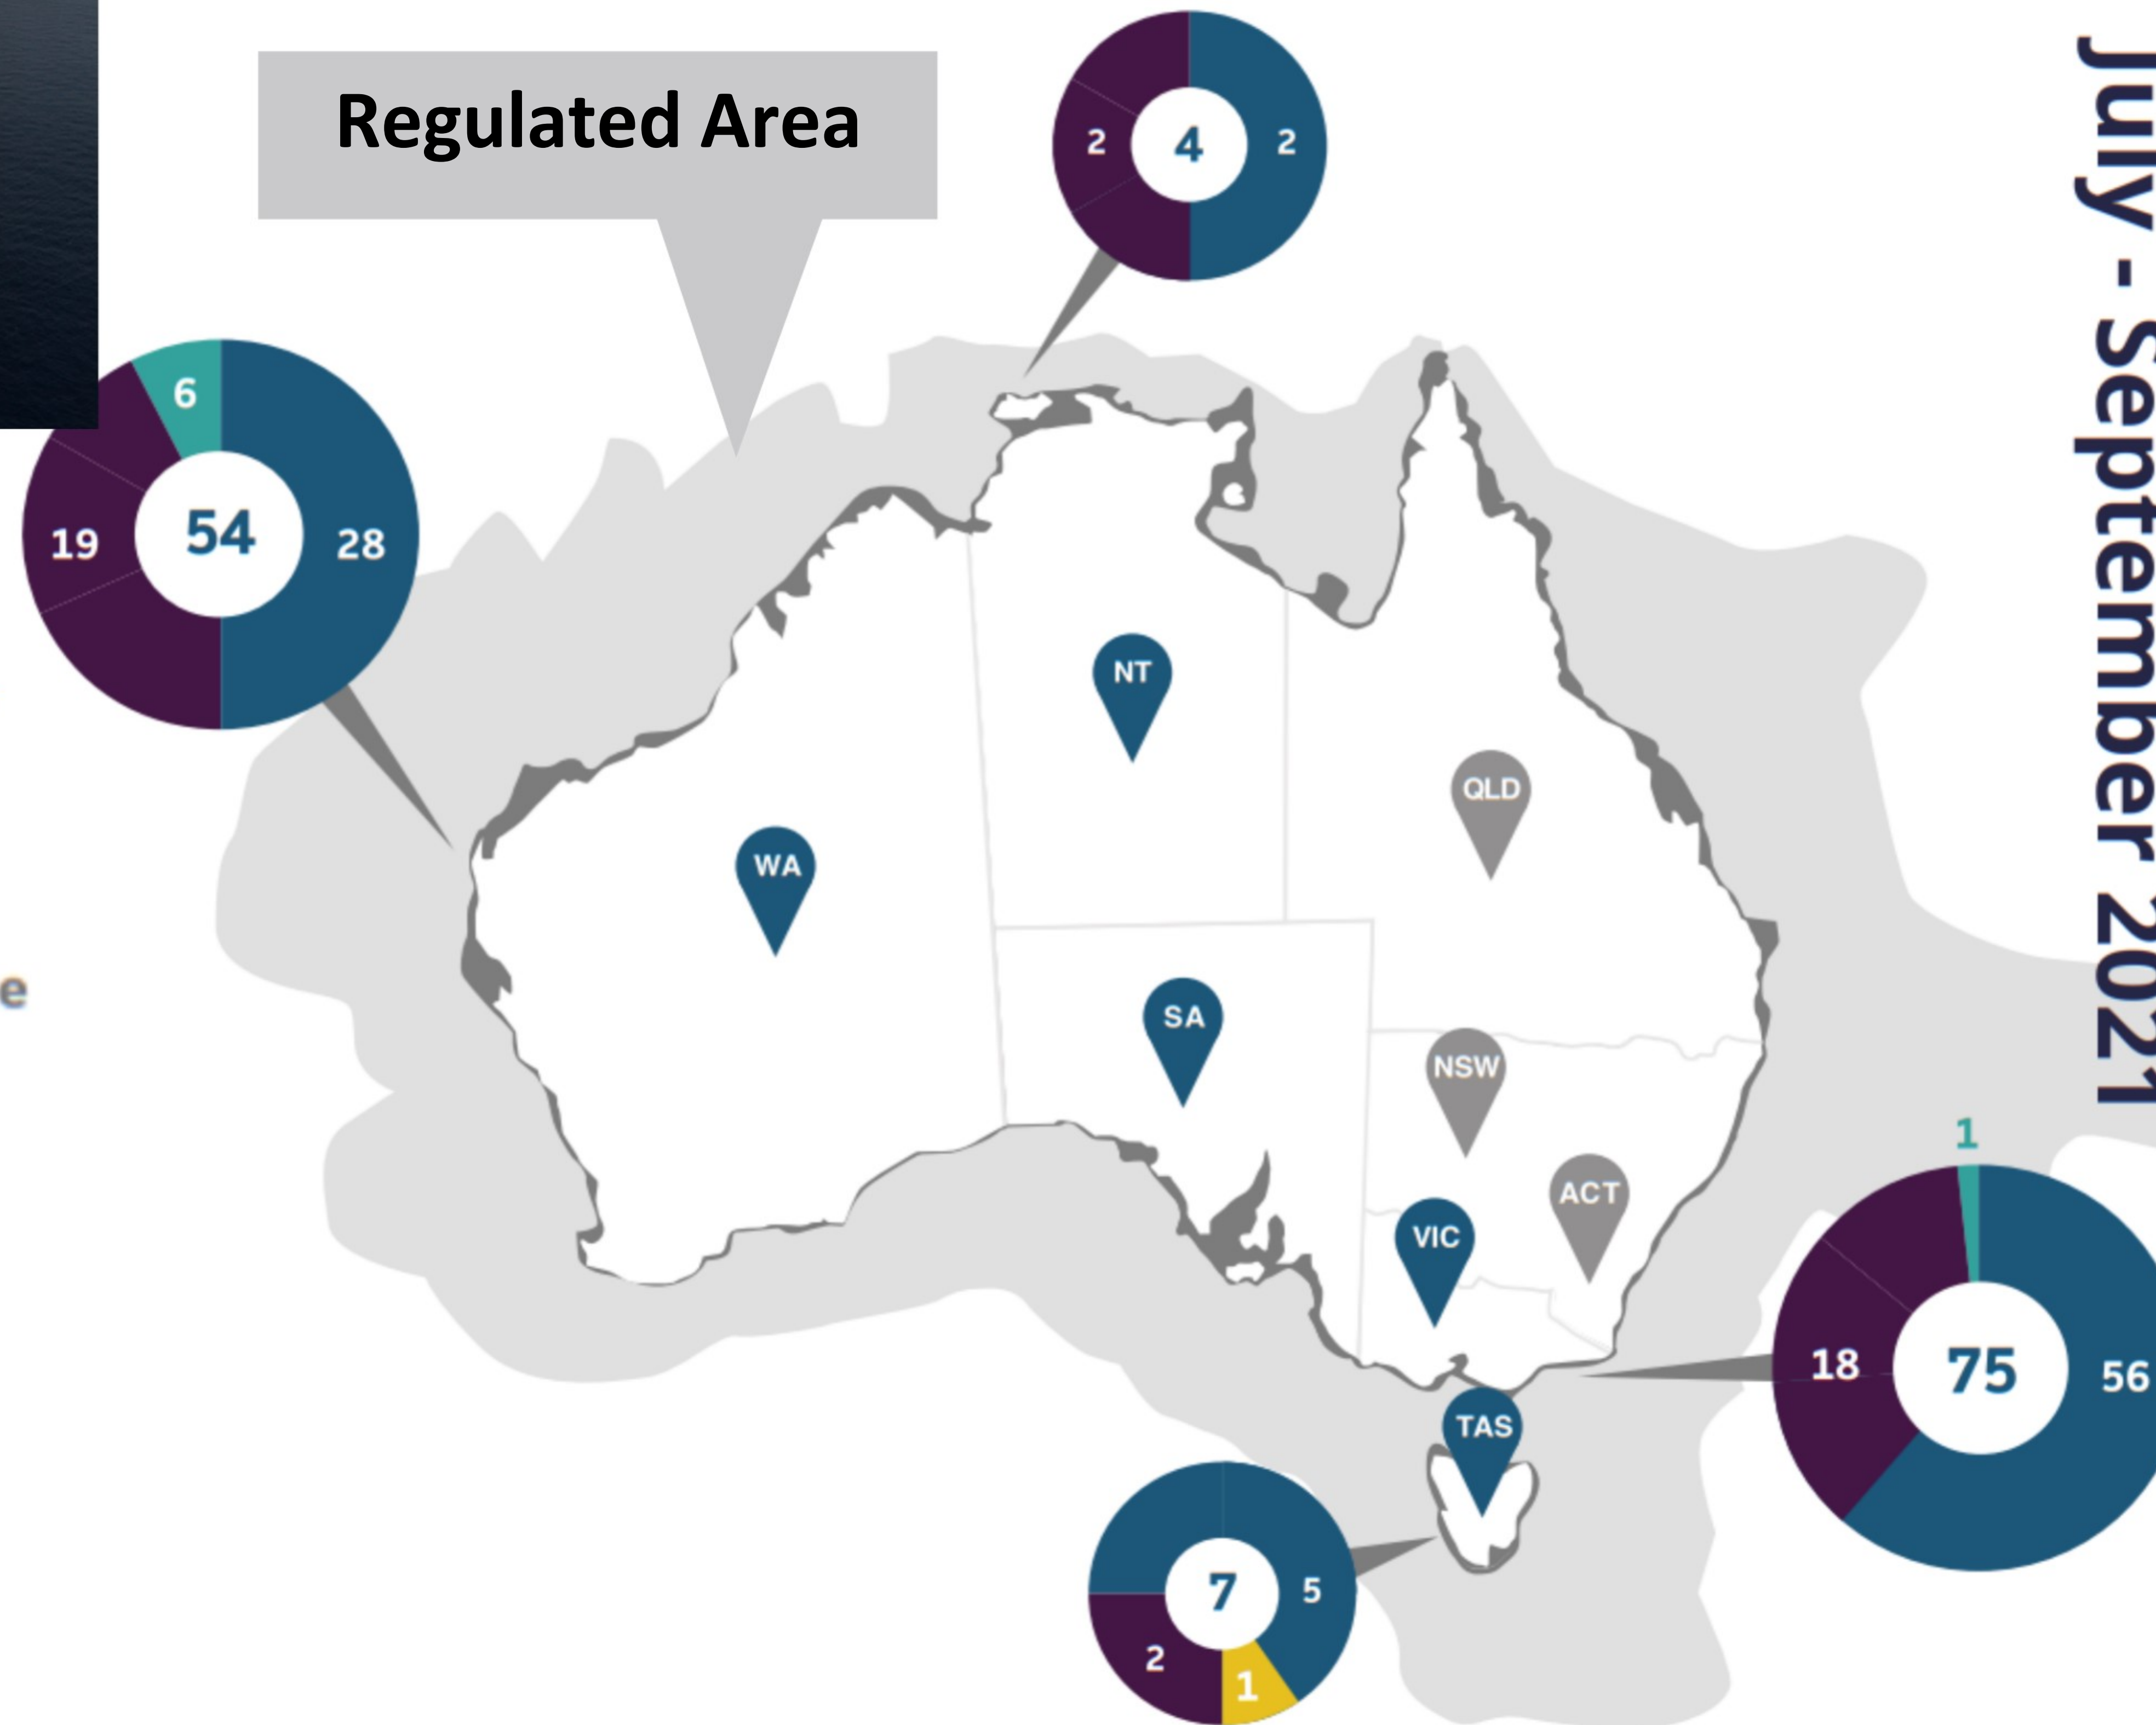 Regulated Area
2
4
2
6
19
54
28
NT
QLD
WA
SA
NSW
ACT
VIC
TAS
1
18
75
56
7
5
2
1
July - September 2021
e